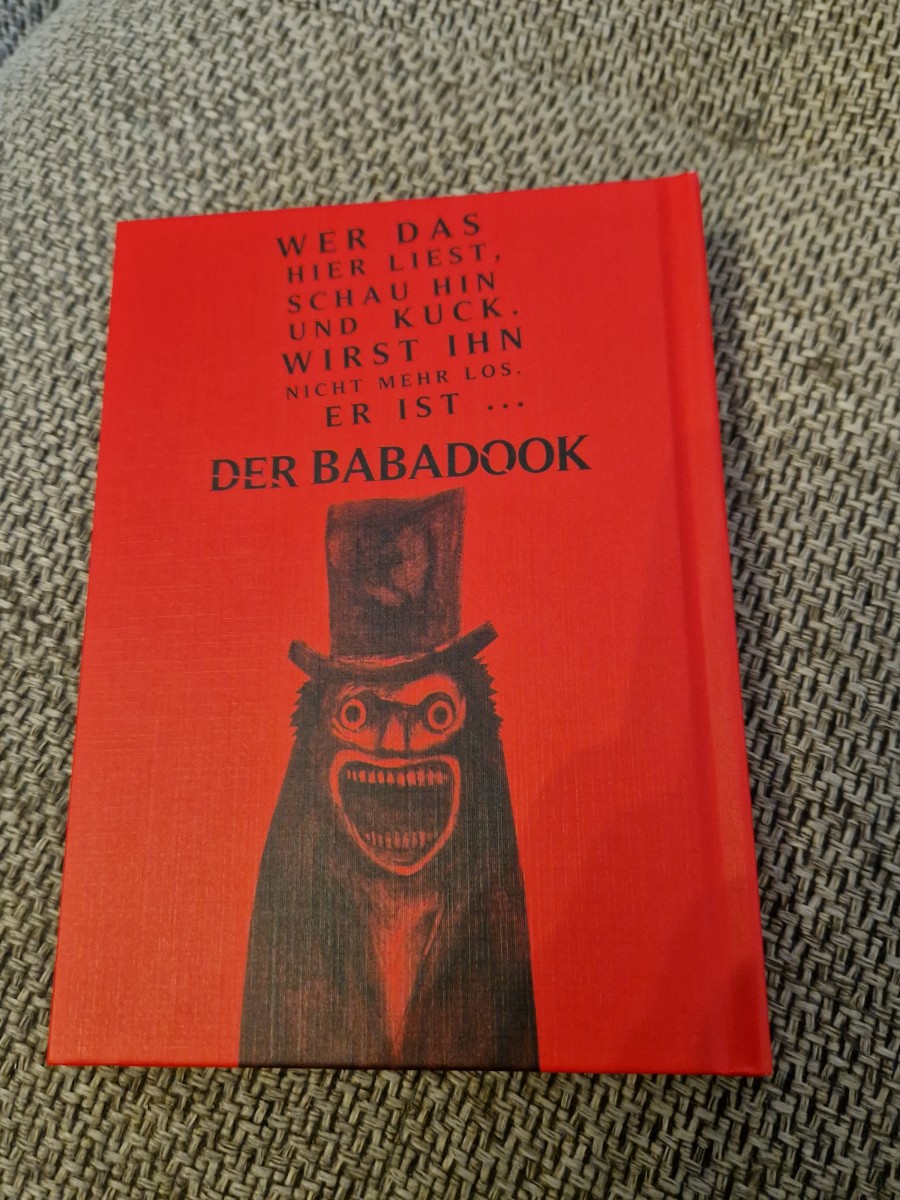 WER DAS
HIER LIEST,
SCHAU HIN
UND KUCK.
WIRST IHN
NICHT MEHR LOS.
ER IST ...
DER BABADOOK